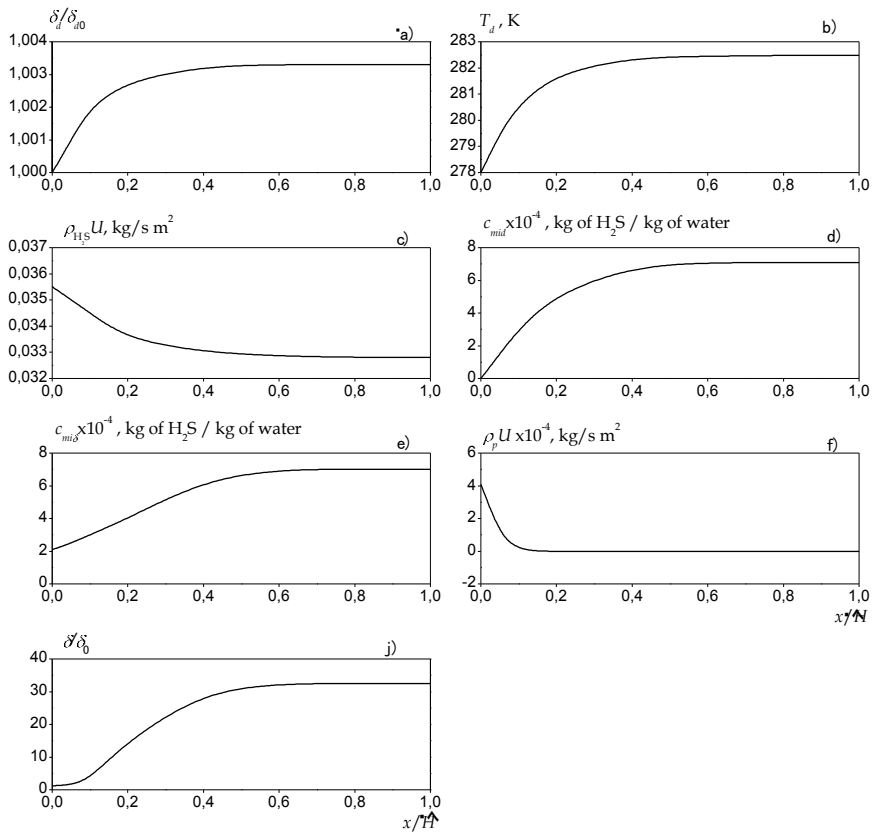 δd/δd0 a)
1,004
1,003
1,002
1,001
1,000
0,0 0,2 0,4 0,6 0,8 1,0
Td , K b)
283
282
281
280
279
278
0,0 0,2 0,4 0,6 0,8 1,0
ρH2S U, kg/s m2 c)
0,037
0,036
0,035
0,034
0,033
0,032
0,0 0,2 0,4 0,6 0,8 1,0
cmid x10-4 , kg of H2S / kg of water
d)
8
6
4
2
0
0,0 0,2 0,4 0,6 0,8 1,0
cmiδ x10-4 , kg of H2S / kg of water
e)
8
6
4
2
0
0,0 0,2 0,4 0,6 0,8 1,0
ρp U x10-4, kg/s m2
f)
6
4
2
0
-2
0,0 0,2 0,4 0,6 0,8 1,0
x/H
δ/δ0 j)
40
30
20
10
0
0,0 0,2 0,4 0,6 0,8 1,0
x/H